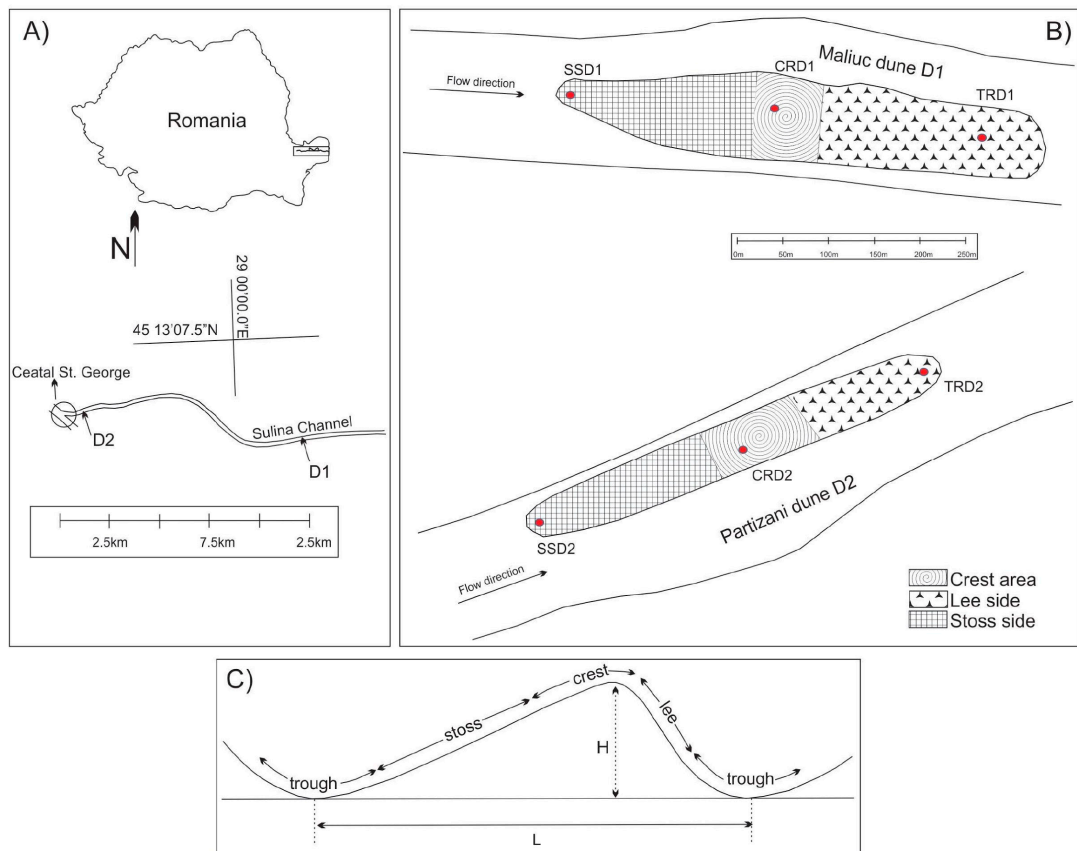 A)
Romania
N
29 00'00.0"E
45 13'07.5"N
Ceatal St. George
D2
Sulina Channel
D1
2.5km
7.5km
2.5km
B)
Maliuc dune D1
SSD1
CRD1
TRD1
Flow direction
0m
50m
100m
150m
200m
250m
TRD2
CRD2
SSD2
Partizani dune D2
Flow direction
Crest area
Lee side
Stoss side
C)
crest
stoss
lee
H
trough
trough
L